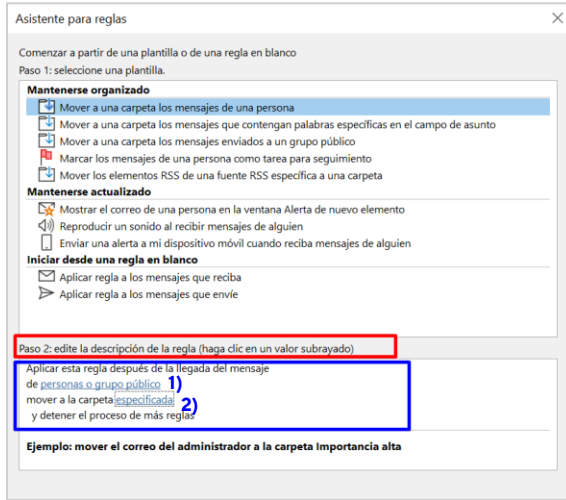 Asistente para reglas
Comenzar a partir de una plantilla o de una regla en blanco
Paso 1: seleccione una plantilla.
Mantenerse organizado
Mover a una carpeta los mensajes de una persona
Mover a una carpeta los mensajes que contengan palabras específicas en el campo de asunto
Mover a una carpeta los mensajes enviados a un grupo público
Marcar los mensajes de una persona como tarea para seguimiento
Mover los elementos RSS de una fuente RSS específica a una carpeta
Mantenerse actualizado
Mostrar el correo de una persona en la ventana Alerta de nuevo elemento
Reproducir un sonido al recibir mensajes de alguien
Enviar una alerta a mi dispositivo móvil cuando reciba mensajes de alguien
Iniciar desde una regla en blanco
Aplicar regla a los mensajes que reciba
Aplicar regla a los mensajes que envíe
Paso 2: edite la descripción de la regla (haga clic en un valor subrayado)
Aplicar esta regla después de la llegada del mensaje
de personas o grupo público 1)
mover a la carpeta especificada 2)
y detener el proceso de más reglas
Ejemplo: mover el correo del administrador a la carpeta Importancia alta